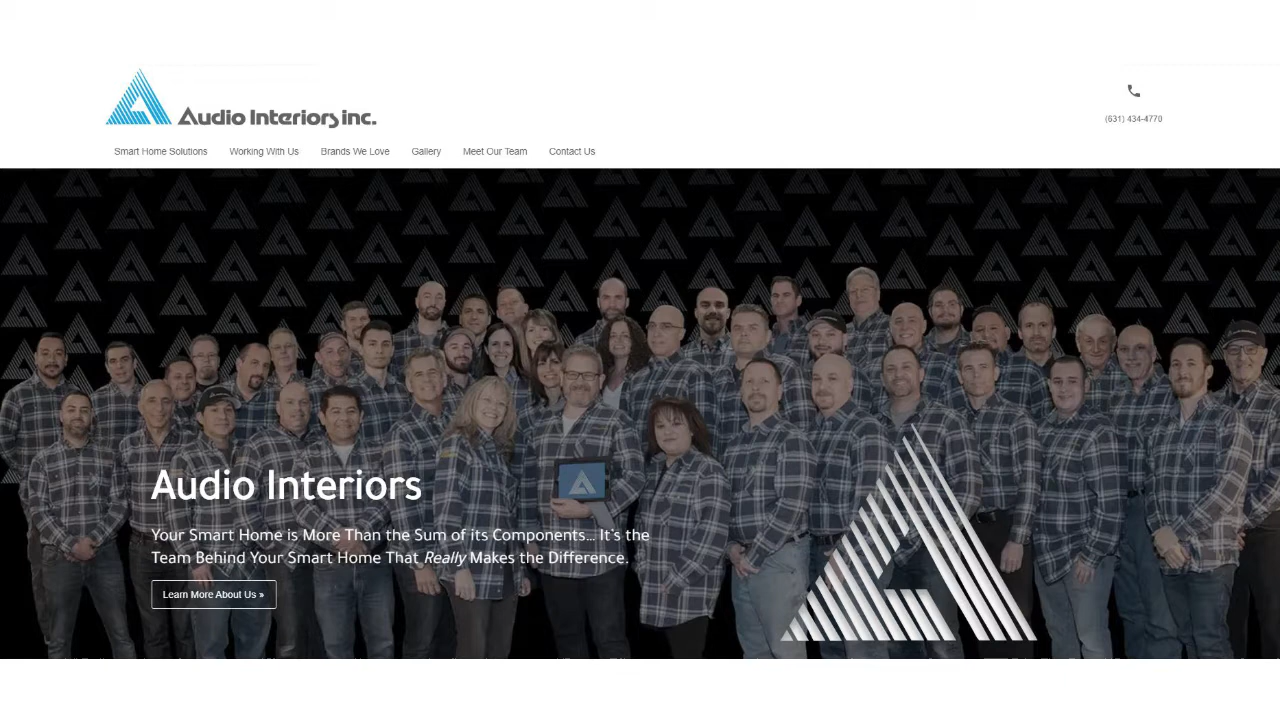 Audio Interiors inc.
(631) 434-4770
Smart Home Solutions Working With Us Brands We Love Gallery Meet Our Team Contact Us
Audio Interiors
Your Smart Home is More Than the Sum of its Components... It's the
Team Behind Your Smart Home That Really Makes the Difference.
Learn More About Us »